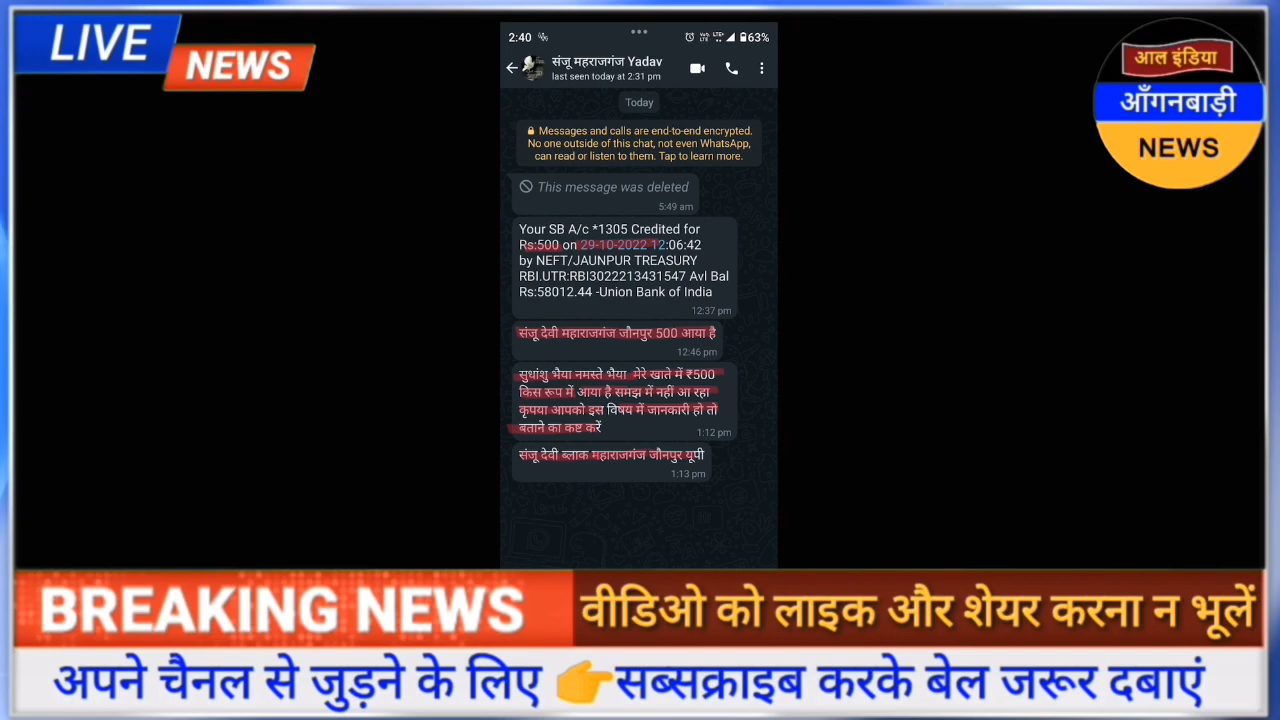 LIVE
NEWS
आल इंडिया
आँगनबाड़ी
NEWS
2:40
63%
संजू महराजगंज Yadav
last seen today at 2:31 pm
Today
Messages and calls are end-to-end encrypted.
No one outside of this chat, not even WhatsApp,
can read or listen to them. Tap to learn more.
This message was deleted
5:49 am
Your SB A/c *1305 Credited for
Rs:500 on 29-10-2022 12:06:42
by NEFT/JAUNPUR TREASURY
RBI.UTR:RBI3022213431547 Avl Bal
Rs:58012.44 -Union Bank of India
12:37 pm
संजू देवी महाराजगंज जौनपुर 500 आया है
12:46 pm
सुधांशु भैया नमस्ते भैया मेरे खाते में ₹500
किस रूप में आया है समझ में नहीं आ रहा
कृपया आपको इस विषय में जानकारी हो तो
बताने का कष्ट करें
1:12 pm
संजू देवी ब्लाक महाराजगंज जौनपुर यूपी
1:13 pm
BREAKING NEWS
वीडिओ को लाइक और शेयर करना न भूलें
अपने चैनल से जुड़ने के लिए 👉सब्सक्राइब करके बेल जरूर दबाएं